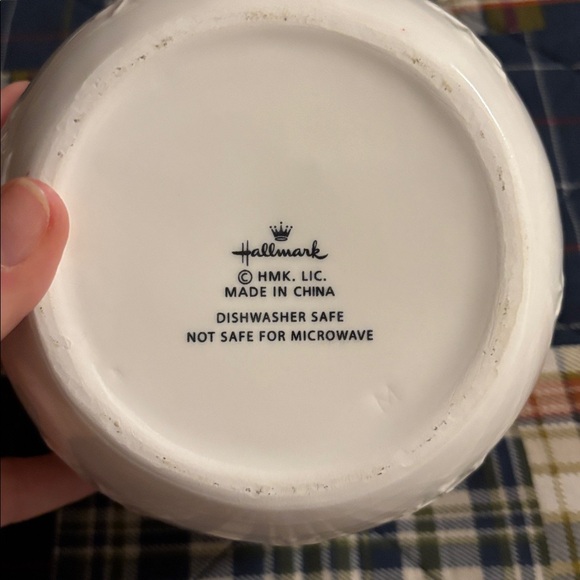 Hallmark
© HMK. LIC.
MADE IN CHINA
DISHWASHER SAFE
NOT SAFE FOR MICROWAVE
M